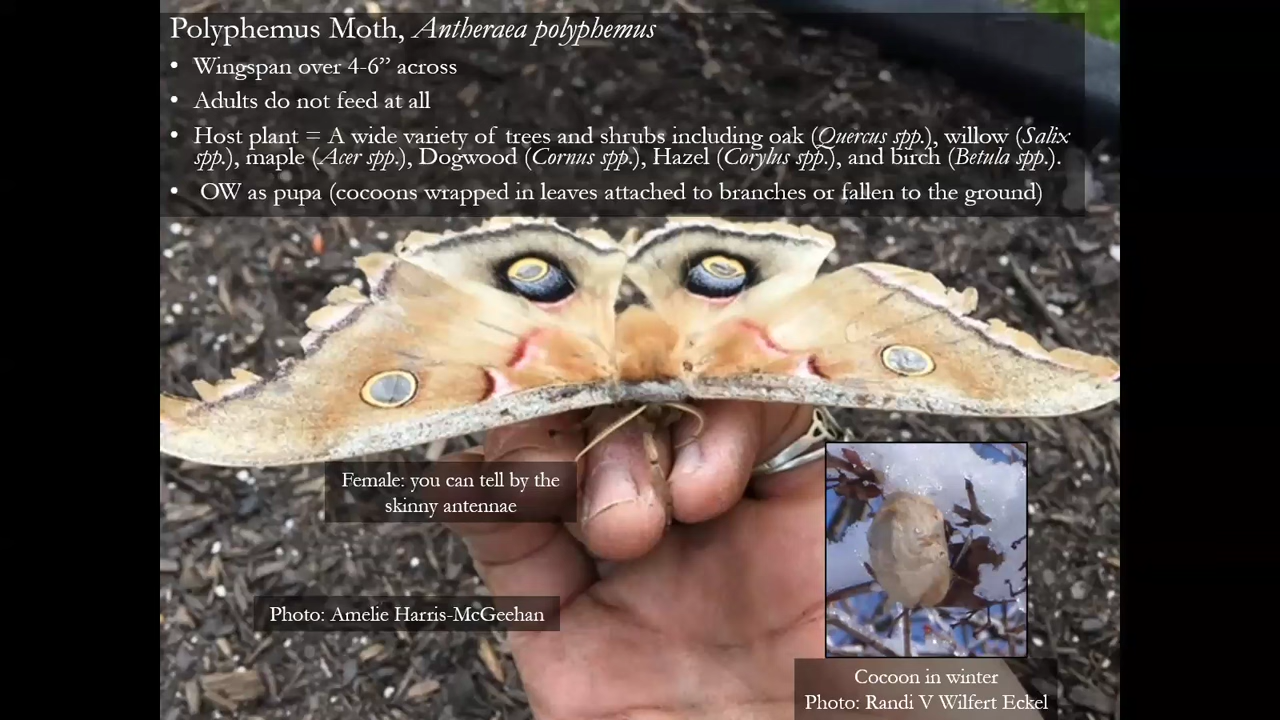 Polyphemus Moth, Antheraea polyphemus
• Wingspan over 4-6” across
• Adults do not feed at all
• Host plant = A wide variety of trees and shrubs including oak (Quercus spp.), willow (Salix
spp.), maple (Acer spp.), Dogwood (Cornus spp.), Hazel (Corylus spp.), and birch (Betula spp.).
• OW as pupa (cocoons wrapped in leaves attached to branches or fallen to the ground)
Female: you can tell by the
skinny antennae
Photo: Amelie Harris-McGeehan
Cocoon in winter
Photo: Randi V Wilfert Eckel